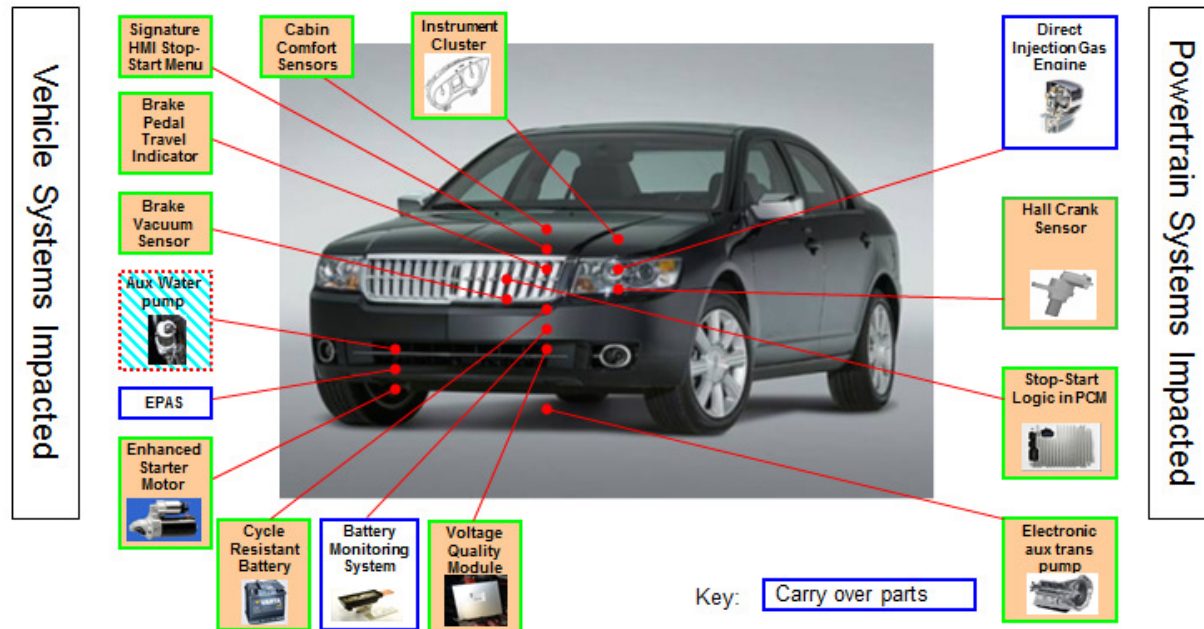 Vehicle Systems Impacted
Signature
HMI Stop-
Start Menu
Cabin
Comfort
Sensors
Instrument
Cluster
Direct
Injection Gas
Engine
Powertrain Systems Impacted
Brake
Pedal
Travel
Indicator
Brake
Vacuum
Sensor
Hall Crank
Sensor
Aux Water
pump
EPAS
Stop-Start
Logic in PCM
Enhanced
Starter
Motor
Cycle
Resistant
Battery
VARTA
Battery
Monitoring
System
Voltage
Quality
Module
Electronic
aux trans
pump
Key:
Carry over parts